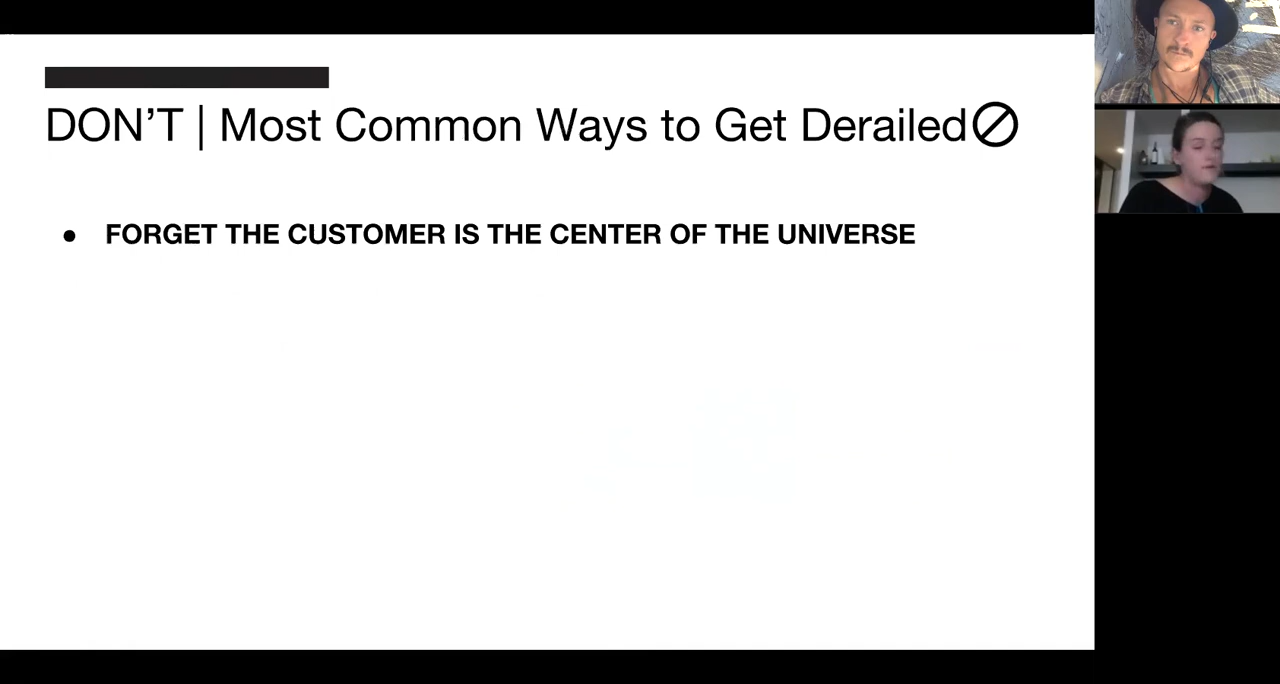 DON’T | Most Common Ways to Get Derailed
● FORGET THE CUSTOMER IS THE CENTER OF THE UNIVERSE